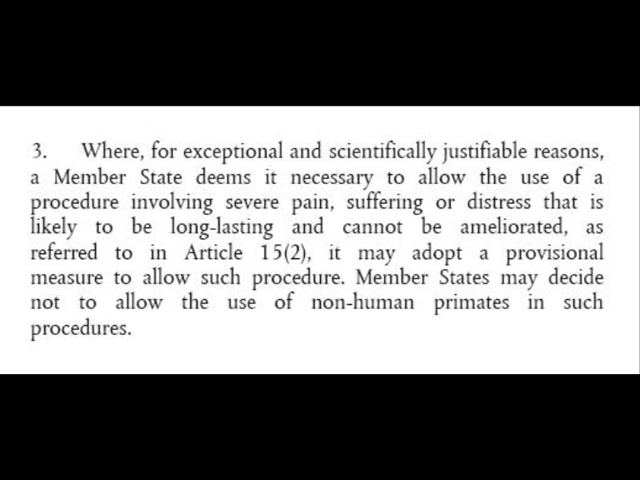 3. Where, for exceptional and scientifically justifiable reasons,
a Member State deems it necessary to allow the use of a
procedure involving severe pain, suffering or distress that is
likely to be long-lasting and cannot be ameliorated, as
referred to in Article 15(2), it may adopt a provisional
measure to allow such procedure. Member States may decide
not to allow the use of non-human primates in such
procedures.